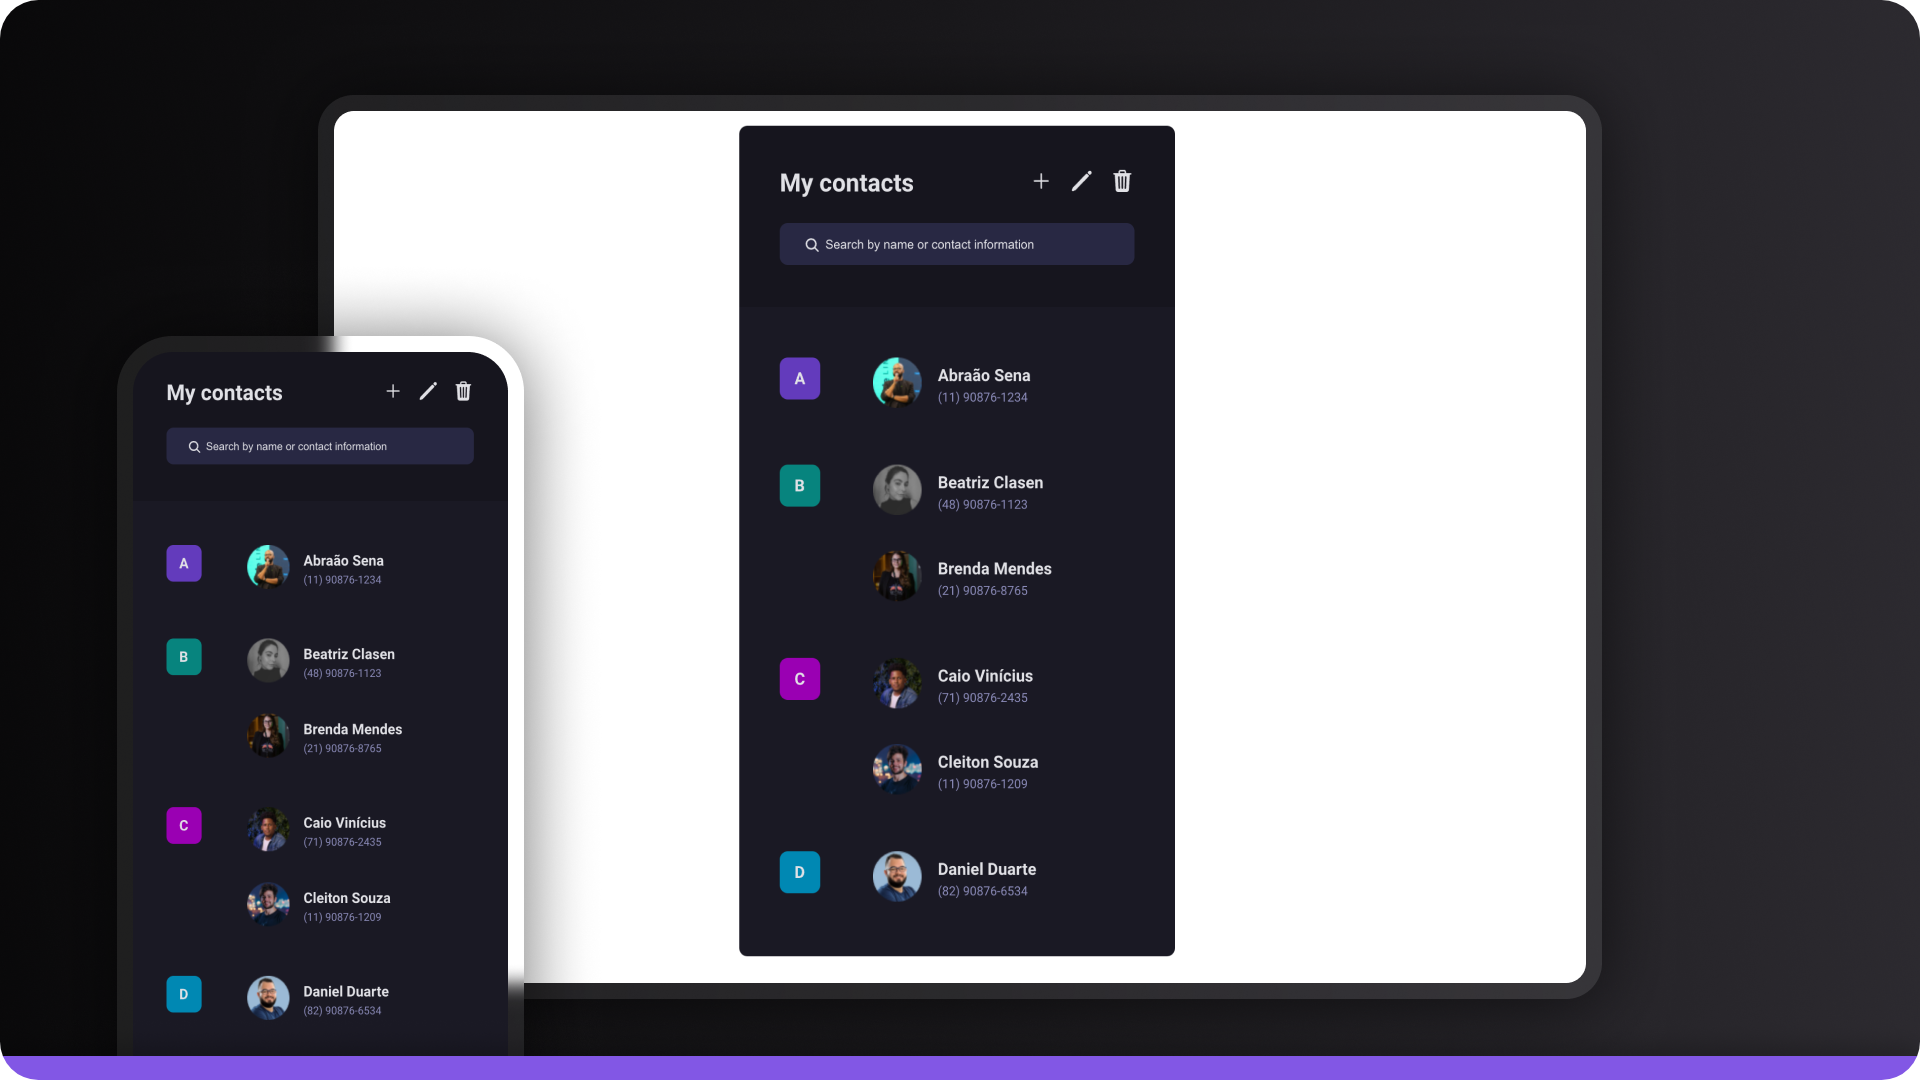 My contacts
Search by name or contact information
A
Abraão Sena
(11) 90876-1234
B
Beatriz Clasen
(48) 90876-1123
Brenda Mendes
(21) 90876-8765
C
Caio Vinícius
(71) 90876-2435
Cleiton Souza
(11) 90876-1209
D
Daniel Duarte
(82) 90876-6534
My contacts
Search by name or contact information
A
Abraão Sena
(11) 90876-1234
B
Beatriz Clasen
(48) 90876-1123
Brenda Mendes
(21) 90876-8765
C
Caio Vinícius
(71) 90876-2435
Cleiton Souza
(11) 90876-1209
D
Daniel Duarte
(82) 90876-6534